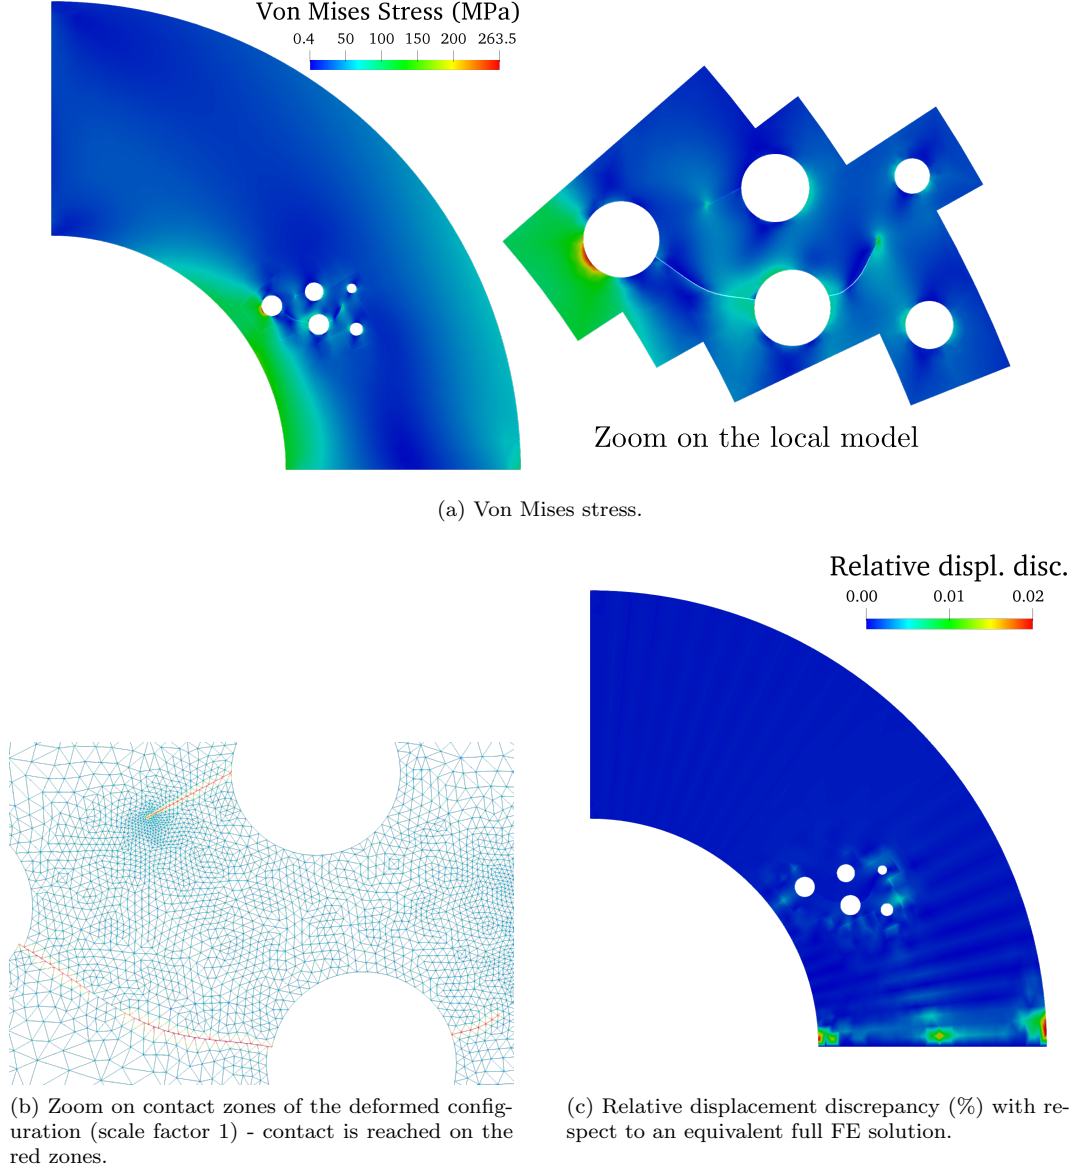 Von Mises Stress (MPa)
0.4 50 100 150 200 263.5
Zoom on the local model
(a) Von Mises stress.
Relative displ. disc.
0.00 0.01 0.02
(b) Zoom on contact zones of the deformed config-
uration (scale factor 1) - contact is reached on the
red zones.
(c) Relative displacement discrepancy (%) with re-
spect to an equivalent full FE solution.